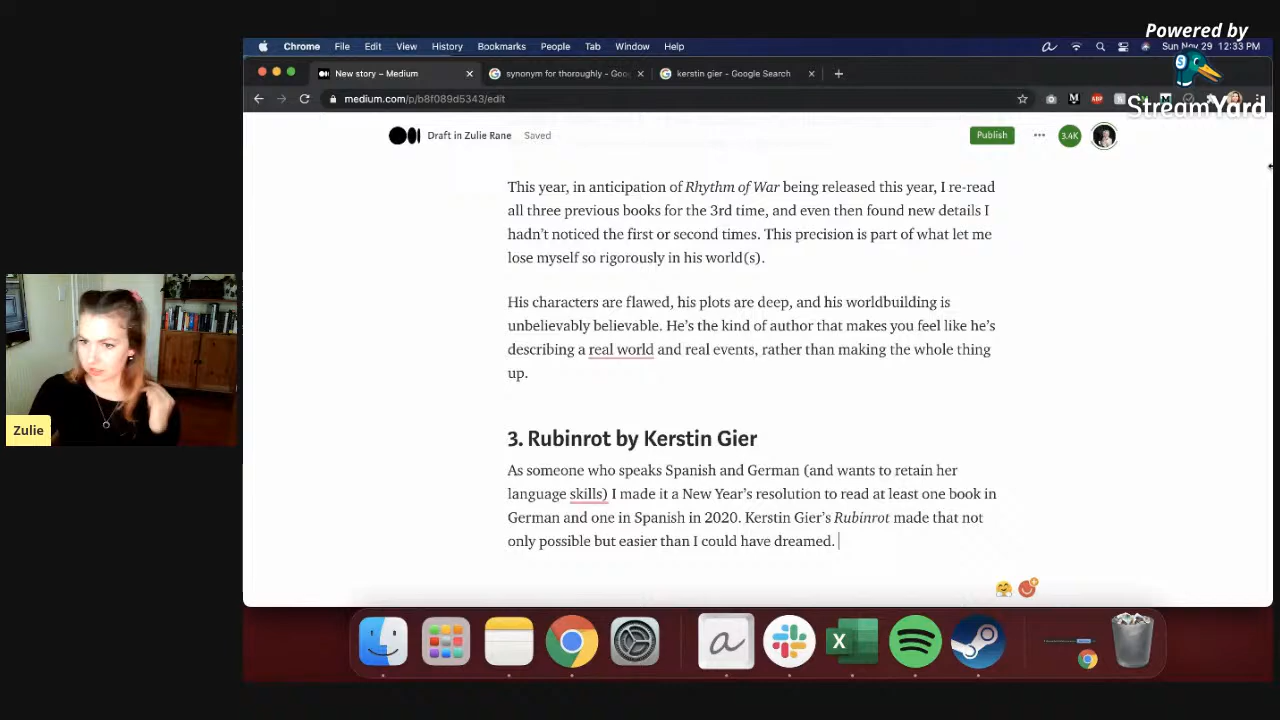 Powered by
StreamYard
Chrome File Edit View History Bookmarks People Tab Window Help
Sun Nov 29 12:33 PM
New story – Medium
synonym for thoroughly - Goo
kerstin gier - Google Search
medium.com/p/b8f089d5343/edit
ABP
Draft in Zulie Rane Saved
Publish
3.4K
This year, in anticipation of Rhythm of War being released this year, I re-read
all three previous books for the 3rd time, and even then found new details I
hadn’t noticed the first or second times. This precision is part of what let me
lose myself so rigorously in his world(s).
His characters are flawed, his plots are deep, and his worldbuilding is
unbelievably believable. He’s the kind of author that makes you feel like he’s
describing a real world and real events, rather than making the whole thing
up.
3. Rubinrot by Kerstin Gier
As someone who speaks Spanish and German (and wants to retain her
language skills) I made it a New Year’s resolution to read at least one book in
German and one in Spanish in 2020. Kerstin Gier’s Rubinrot made that not
only possible but easier than I could have dreamed.
Zulie